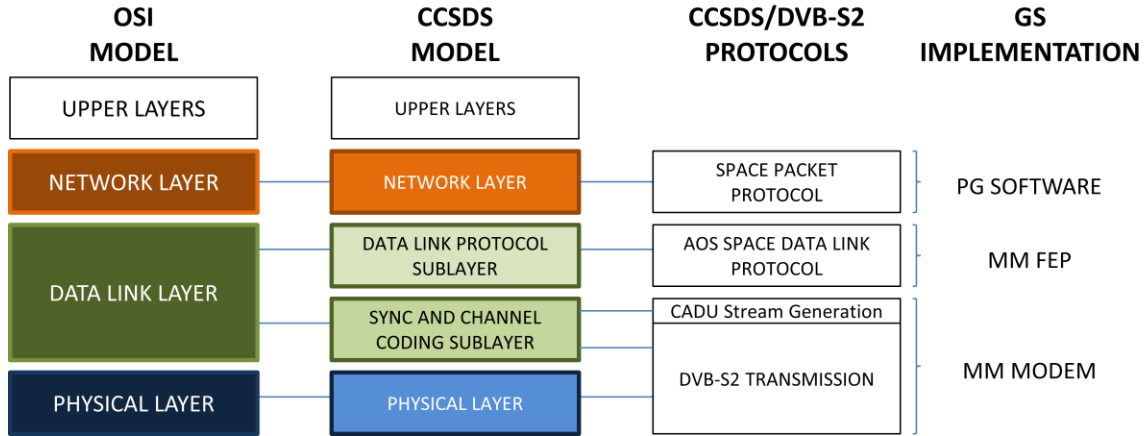 OSI
MODEL
CCSDS
MODEL
CCSDS/DVB-S2
PROTOCOLS
GS
IMPLEMENTATION
UPPER LAYERS
UPPER LAYERS
NETWORK LAYER
NETWORK LAYER
SPACE PACKET
PROTOCOL
PG SOFTWARE
DATA LINK LAYER
DATA LINK PROTOCOL
SUBLAYER
AOS SPACE DATA LINK
PROTOCOL
MM FEP
SYNC AND CHANNEL
CODING SUBLAYER
CADU Stream Generation
DVB-S2 TRANSMISSION
MM MODEM
PHYSICAL LAYER
PHYSICAL LAYER